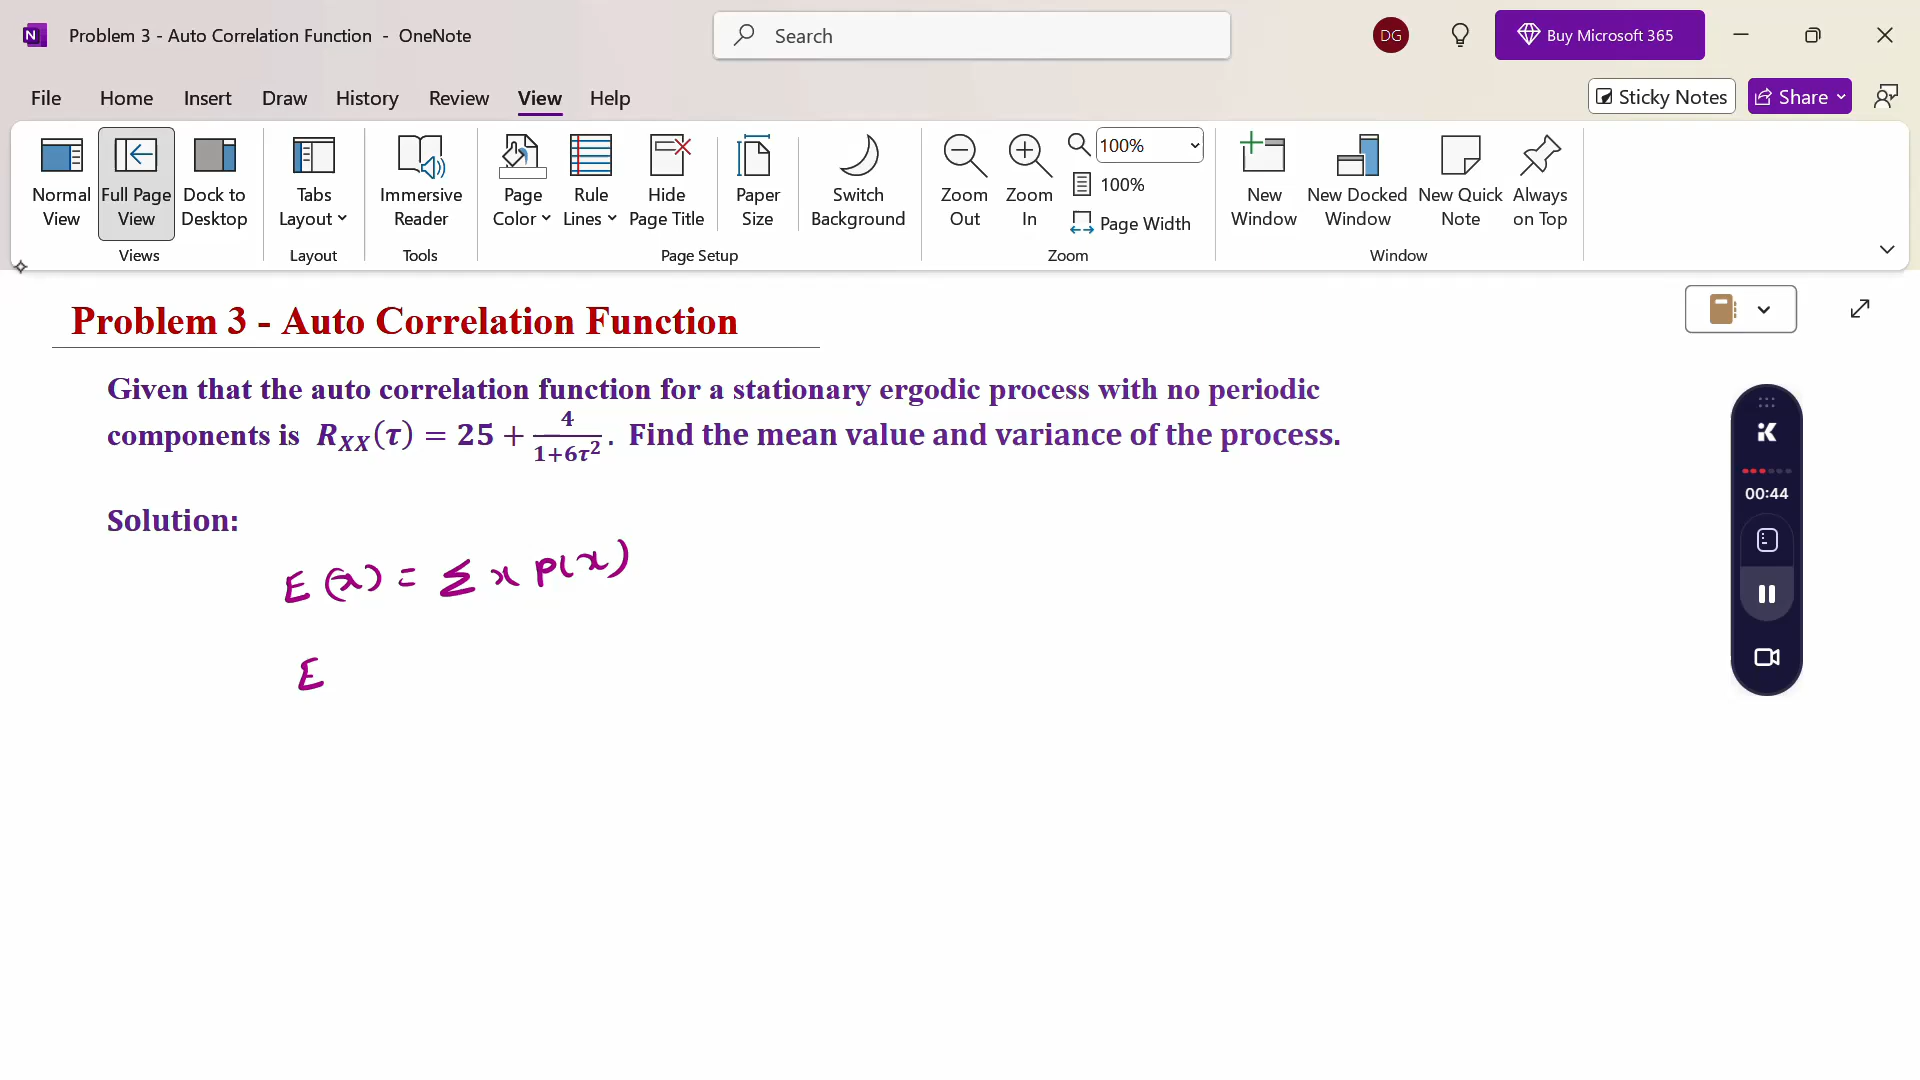 Problem 3 - Auto Correlation Function - OneNote
Search
DG
Buy Microsoft 365
File Home Insert Draw History Review View Help
Sticky Notes
Share
Normal View
Full Page View
Dock to Desktop
Tabs Layout
Immersive Reader
Page Color
Rule Lines
Hide Page Title
Paper Size
Switch Background
Zoom Out
Zoom In
100%
100%
Page Width
New Window
New Docked Window
New Quick Note
Always on Top
Views Layout Tools Page Setup Zoom Window
Problem 3 - Auto Correlation Function
Given that the auto correlation function for a stationary ergodic process with no periodic
components is R_XX(τ) = 25 + 4/(1+6τ²). Find the mean value and variance of the process.
00:44
Solution:
E(x) = Σ x p(x)
E